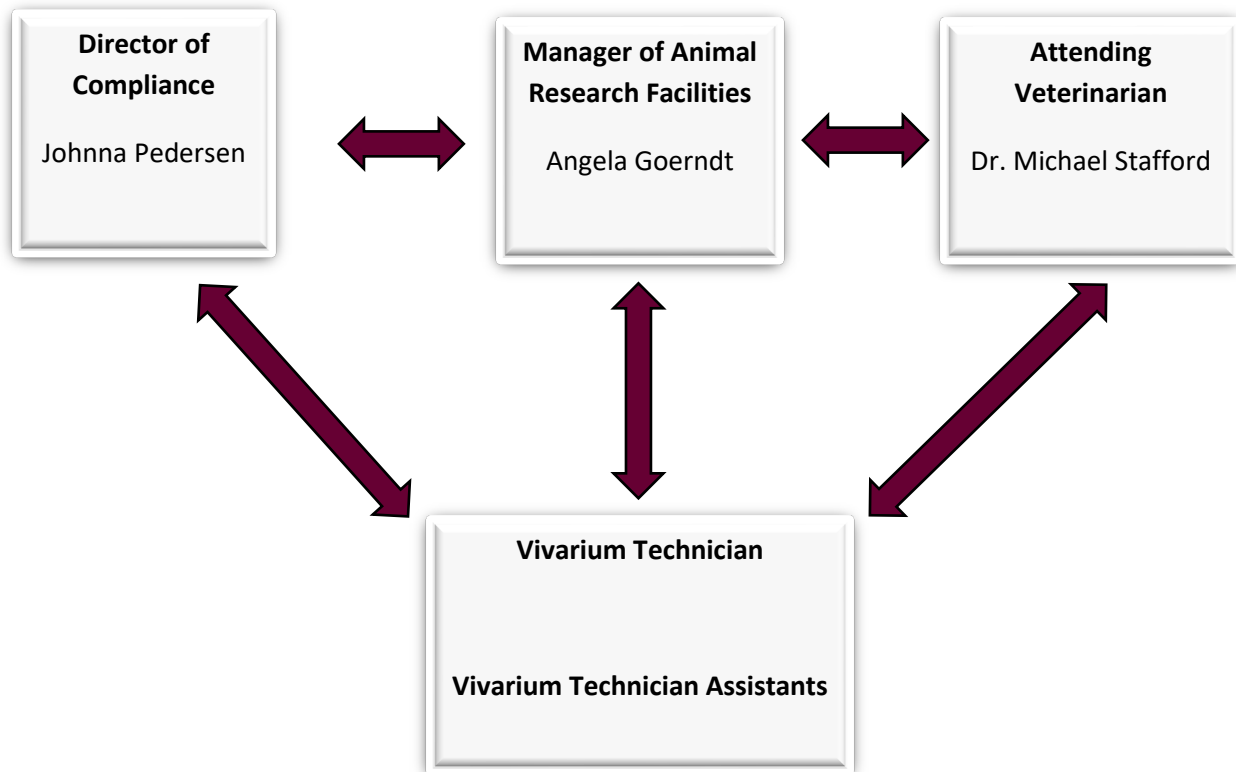 Director of
Compliance
Johnna Pedersen
Manager of Animal
Research Facilities
Angela Goerndt
Attending
Veterinarian
Dr. Michael Stafford
Vivarium Technician
Vivarium Technician Assistants